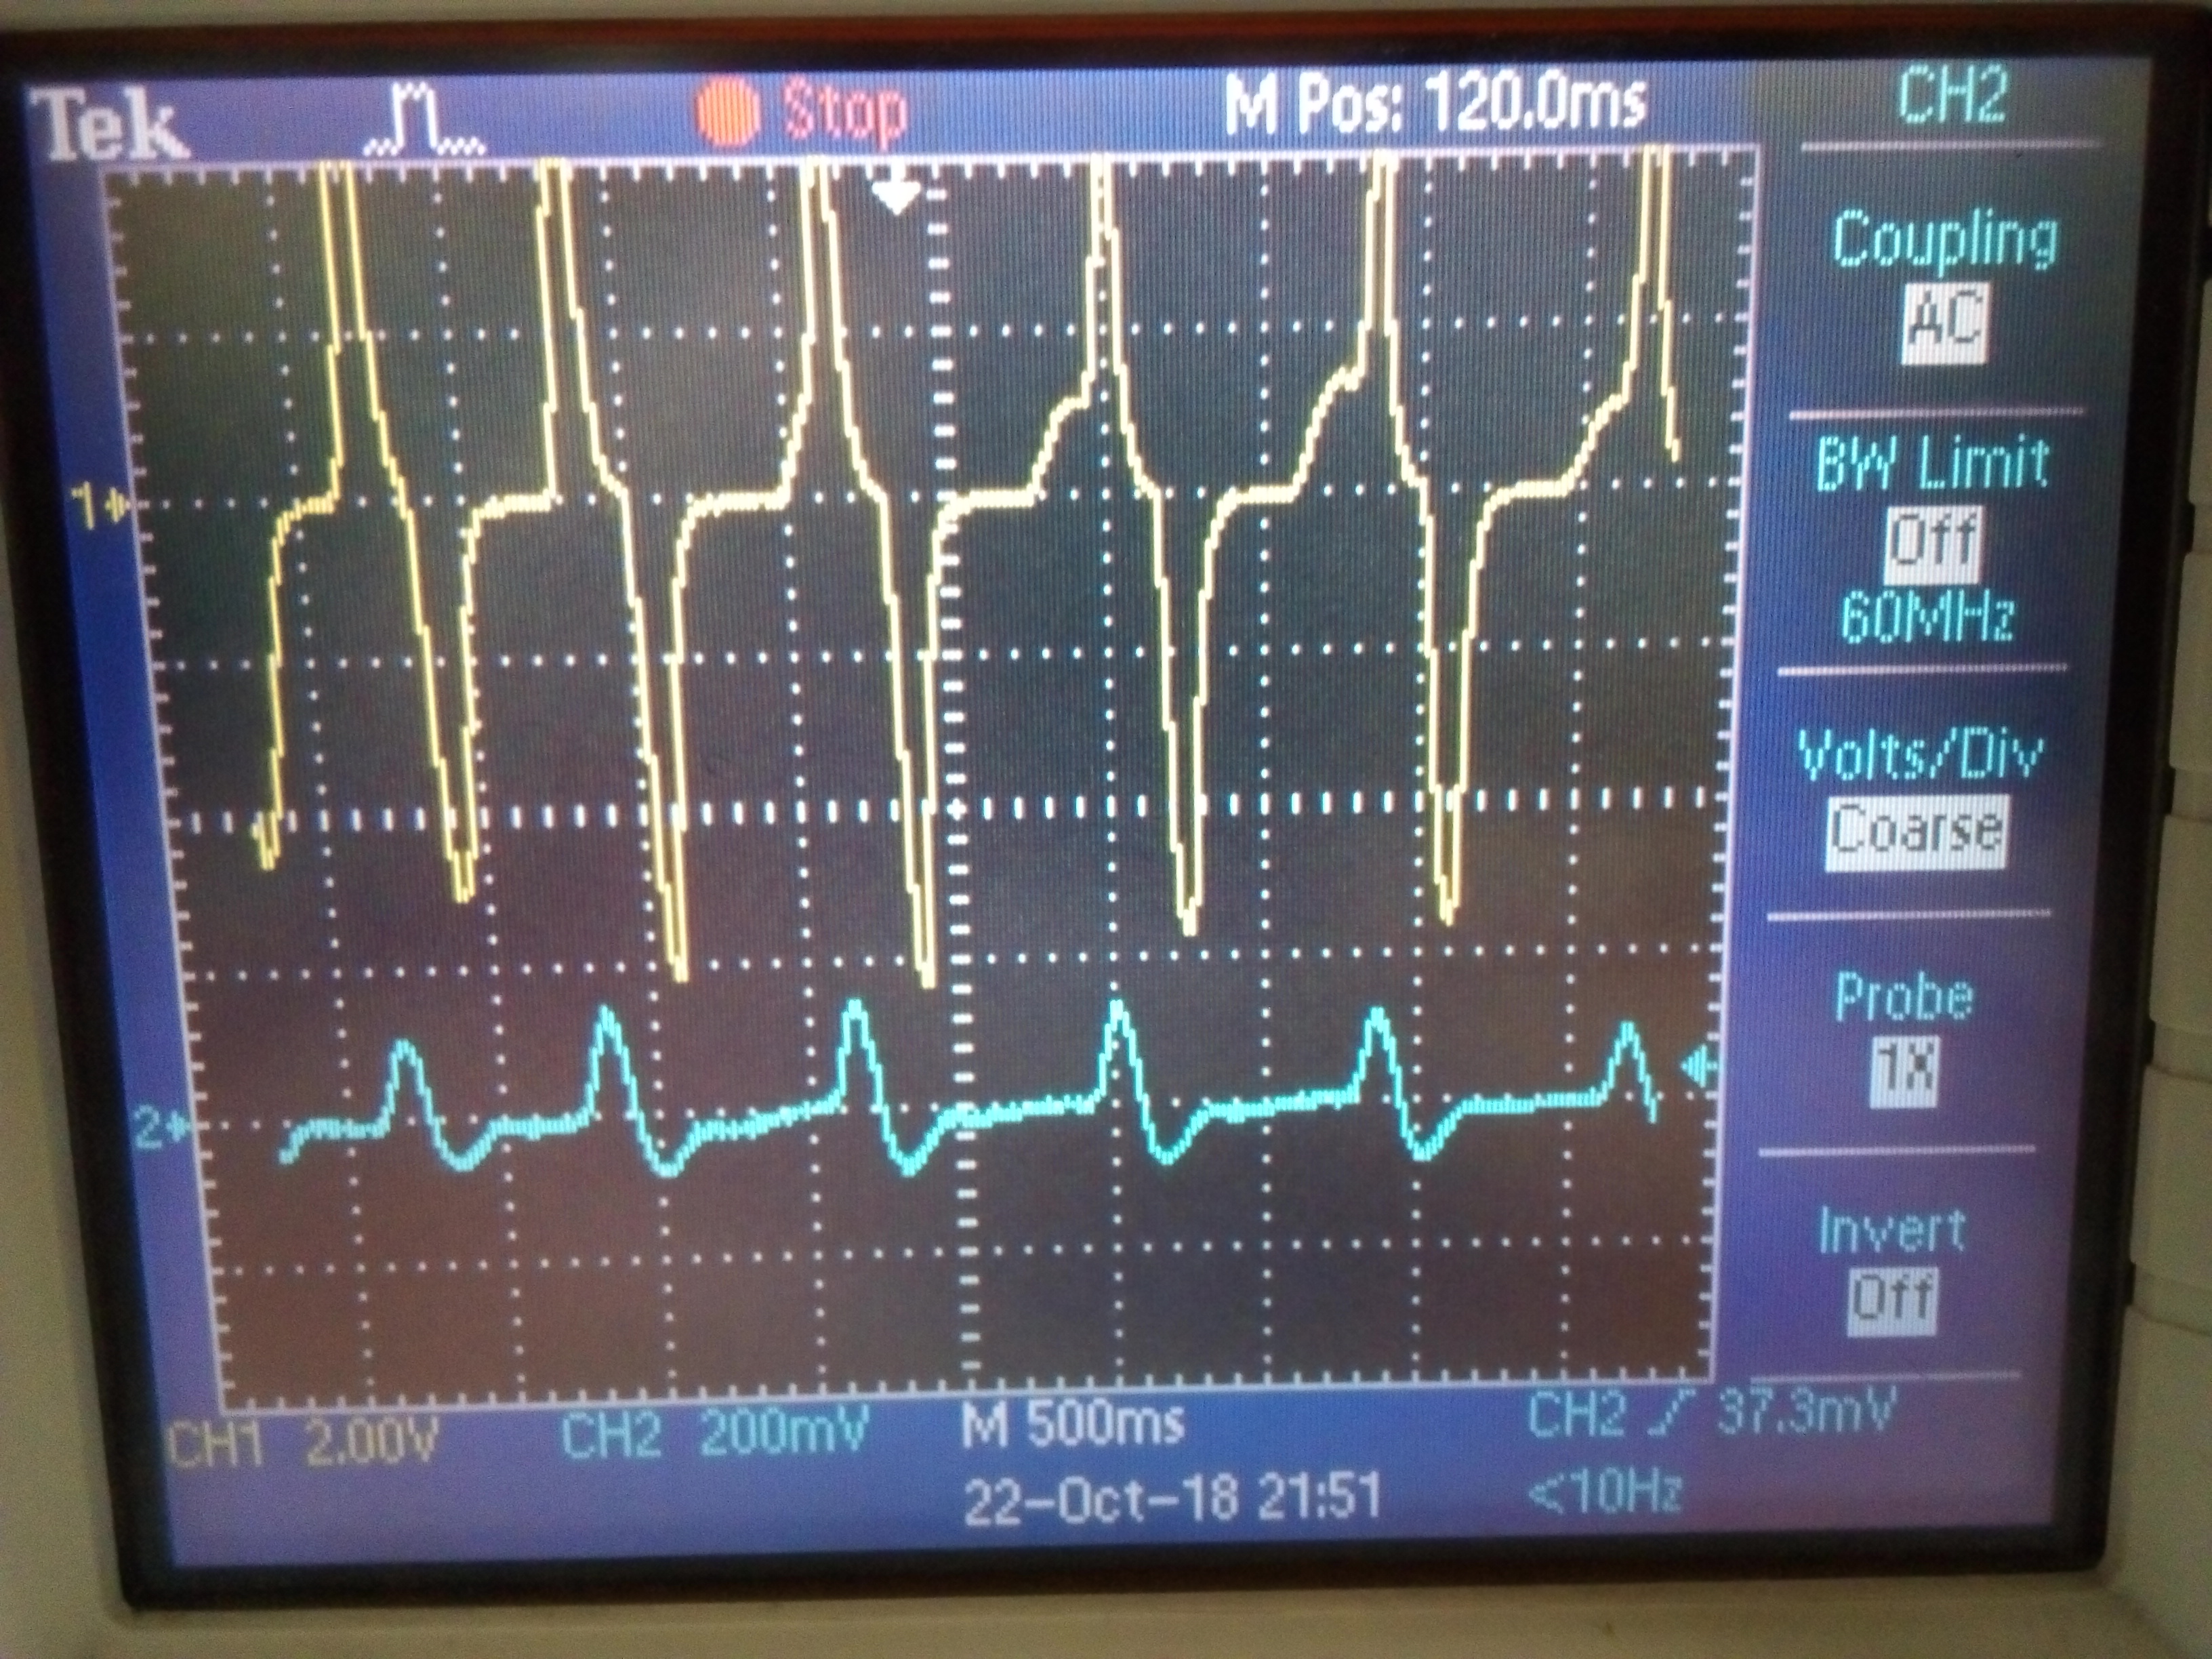 Tek Stop M Pos: 120.0ms CH2
Coupling
AC
BW Limit
Off
60MHz
Volts/Div
Coarse
Probe
1X
Invert
Off
1
2
CH1 2.00V CH2 200mV M 500ms CH2 37.3mV
22-Oct-18 21:51 <10Hz